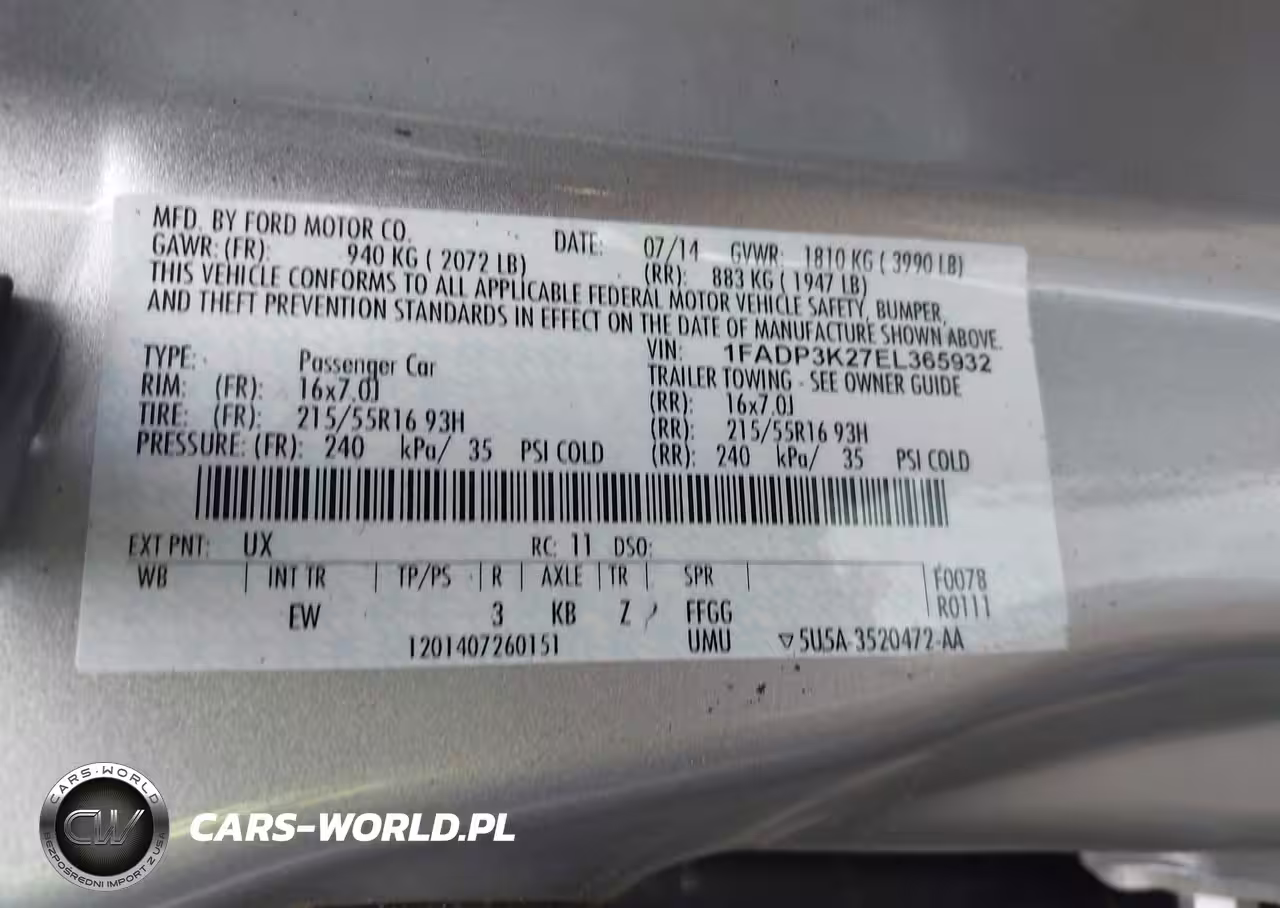 MFD. BY FORD MOTOR CO. DATE: 07/14 GVWR: 1810 KG ( 3990 LB)
GAWR: (FR): 940 KG ( 2072 LB) (RR): 883 KG ( 1947 LB)
THIS VEHICLE CONFORMS TO ALL APPLICABLE FEDERAL MOTOR VEHICLE SAFETY, BUMPER,
AND THEFT PREVENTION STANDARDS IN EFFECT ON THE DATE OF MANUFACTURE SHOWN ABOVE.
VIN: 1FADP3K27EL365932
TYPE: Passenger Car TRAILER TOWING - SEE OWNER GUIDE
RIM: (FR): 16x7.0J (RR): 16x7.0J
TIRE: (FR): 215/55R16 93H (RR): 215/55R16 93H
PRESSURE: (FR): 240 kPa/ 35 PSI COLD (RR): 240 kPa/ 35 PSI COLD
EXT PNT: UX RC: 11 DSO:
WB INT TR TP/PS R AXLE TR SPR F0078
EW 3 KB Z FFGG R0111
1201407260151 UMU ▽5U5A-3520472-AA
CARS-WORLD
CW
BEZPOŚREDNI IMPORT Z USA
CARS-WORLD.PL